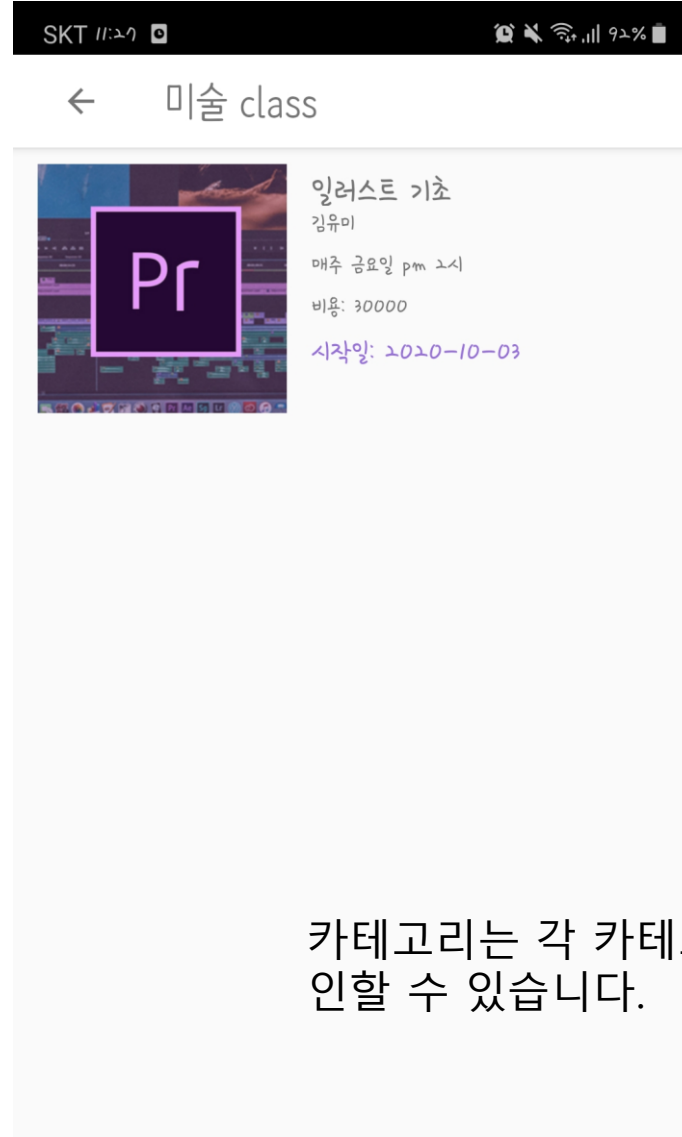 SKT 11:27 92%
미술 class
Pr
일러스트 기초
김유미
매주 금요일 pm 2시
비용: 30000
시작일: 2020-10-03
카테고리는 각 카테
인할 수 있습니다.